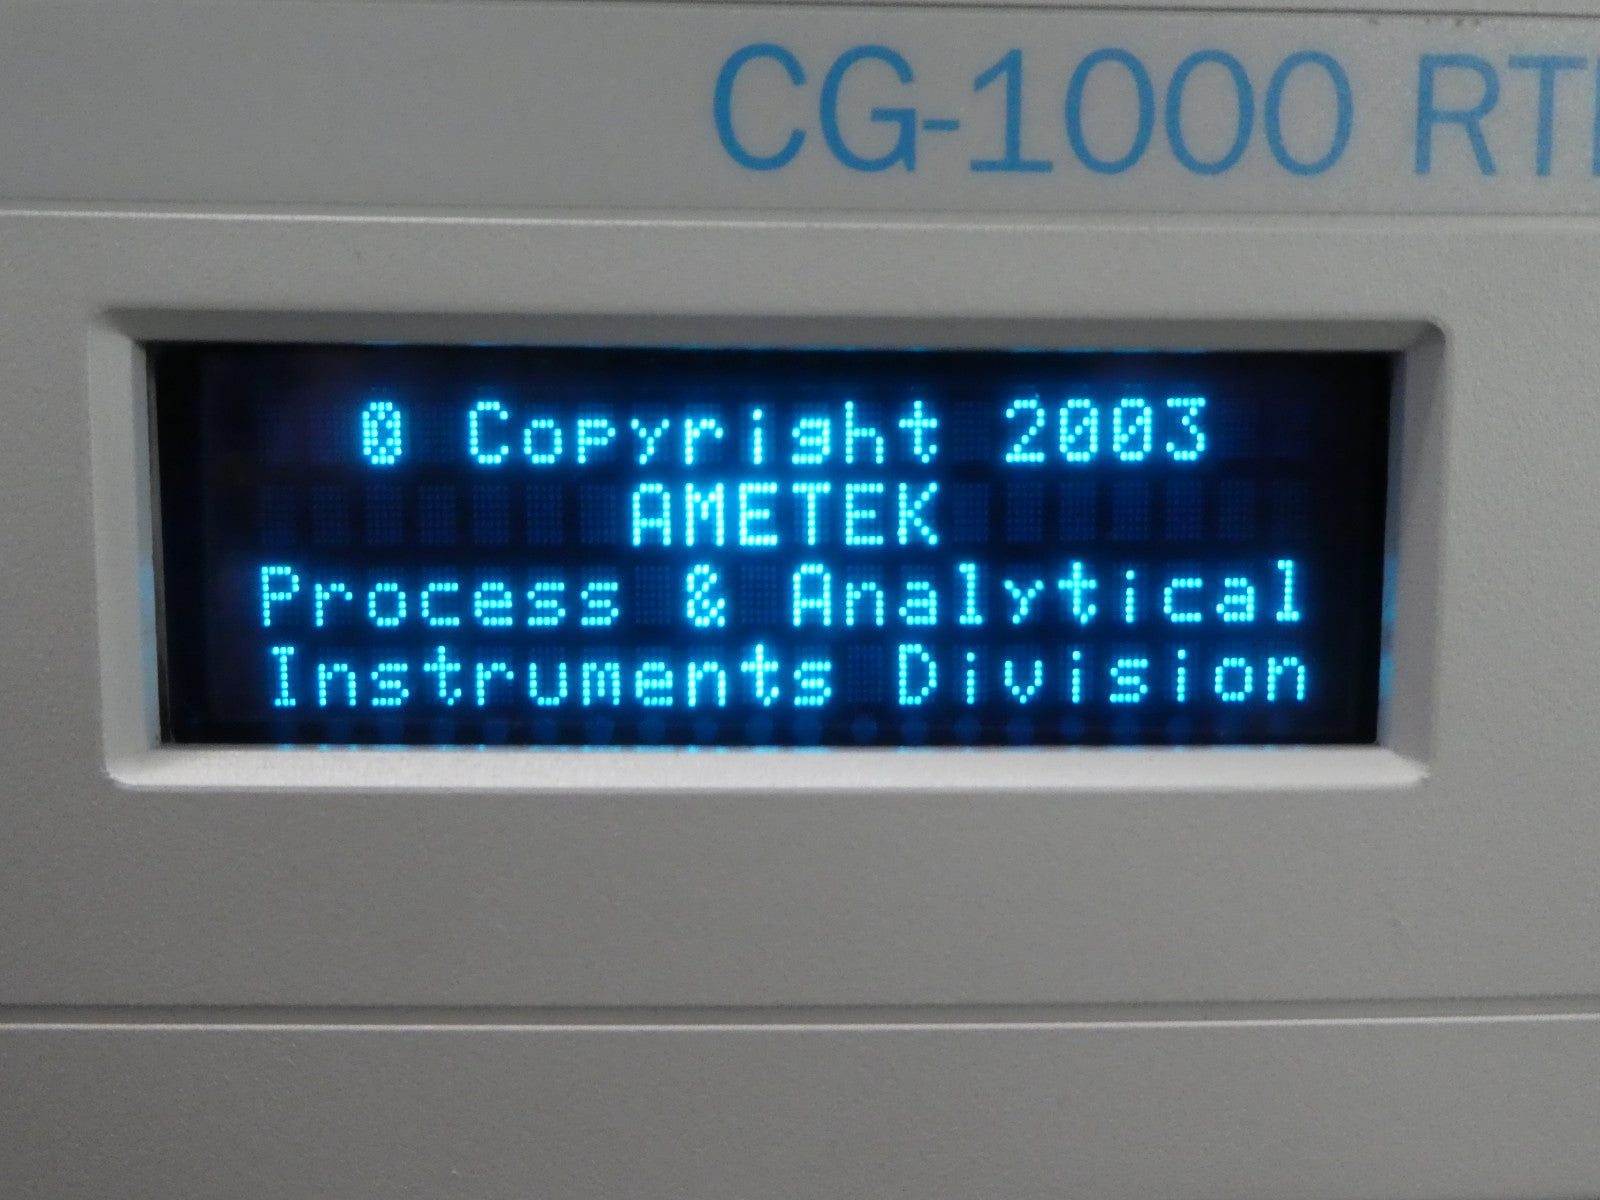 CG-1000 RT
© Copyright 2003
AMETEK
Process & Analytical
Instruments Division